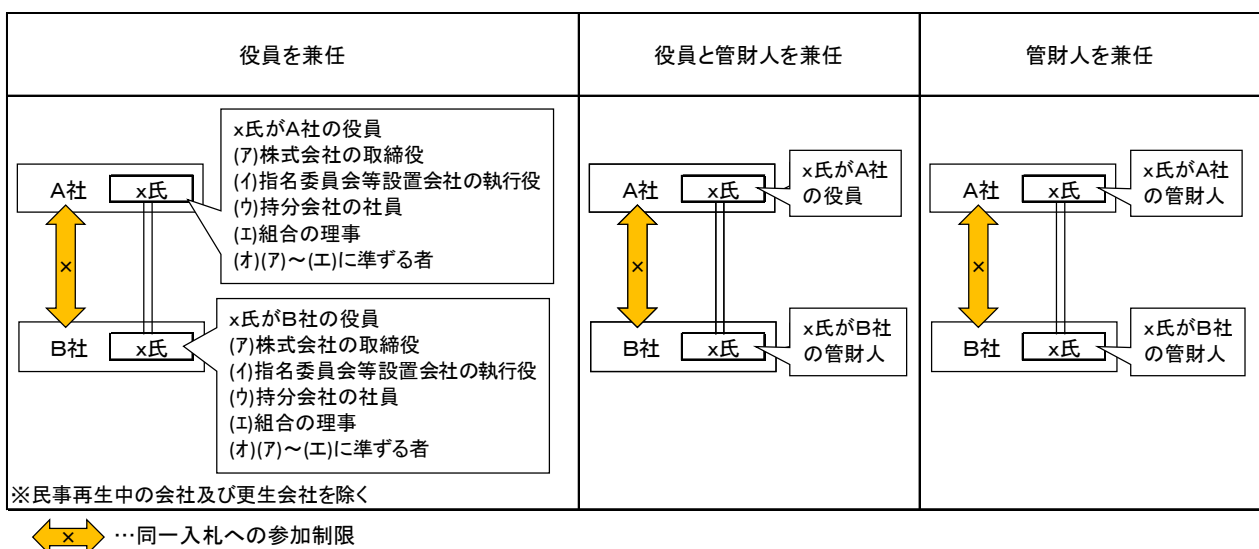 役員を兼任
役員と管財人を兼任
管財人を兼任
x氏がA社の役員
(ア)株式会社の取締役
(イ)指名委員会等設置会社の執行役
(ウ)持分会社の社員
(エ)組合の理事
(オ)(ア)～(エ)に準ずる者
A社
x氏
×
B社
x氏
x氏がB社の役員
(ア)株式会社の取締役
(イ)指名委員会等設置会社の執行役
(ウ)持分会社の社員
(エ)組合の理事
(オ)(ア)～(エ)に準ずる者
※民事再生中の会社及び更生会社を除く
A社
x氏
x氏がA社
の役員
×
B社
x氏
x氏がB社
の管財人
A社
x氏
x氏がA社
の管財人
×
B社
x氏
x氏がB社
の管財人
×
…同一入札への参加制限